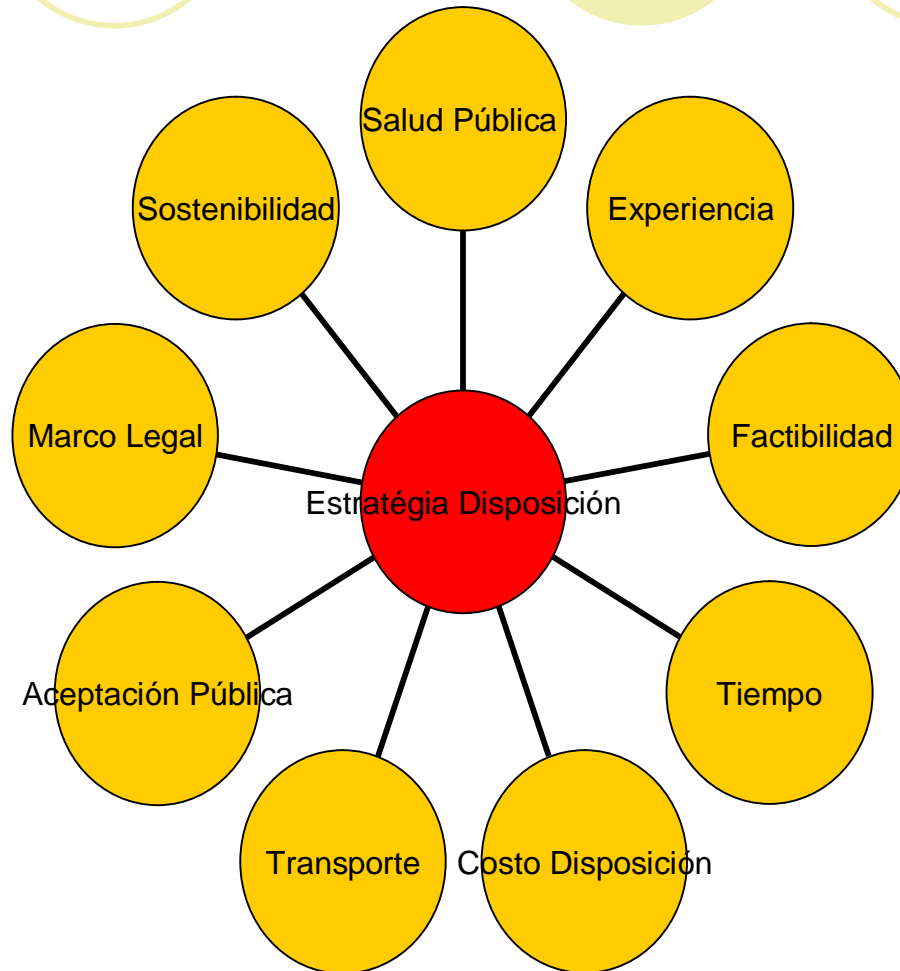 Salud Pública
Sostenibilidad
Experiencia
Marco Legal
Factibilidad
Estratégia Disposición
Aceptación Pública
Tiempo
Transporte
Costo Disposición